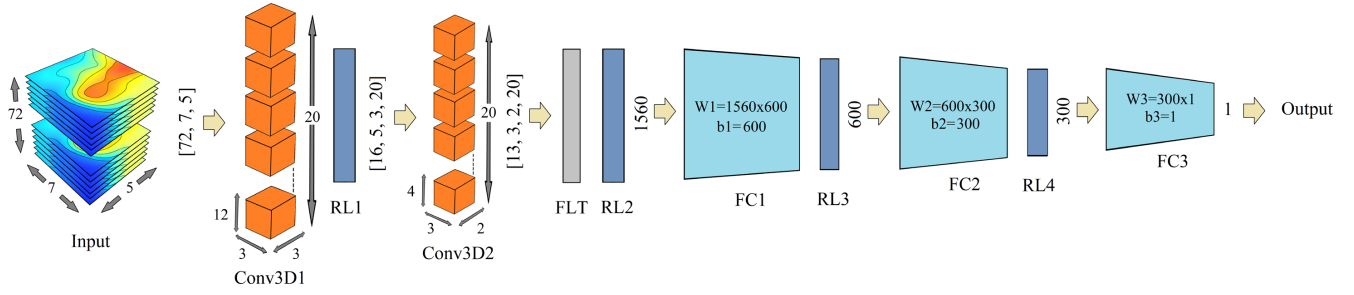 72
7
5
Input
[72, 7, 5]
20
12
3
3
Conv3D1
RL1
[16, 5, 3, 20]
20
4
3
2
Conv3D2
[13, 3, 2, 20]
FLT
RL2
1560
W1=1560x600
b1=600
FC1
RL3
600
W2=600x300
b2=300
FC2
RL4
300
W3=300x1
b3=1
FC3
1
Output